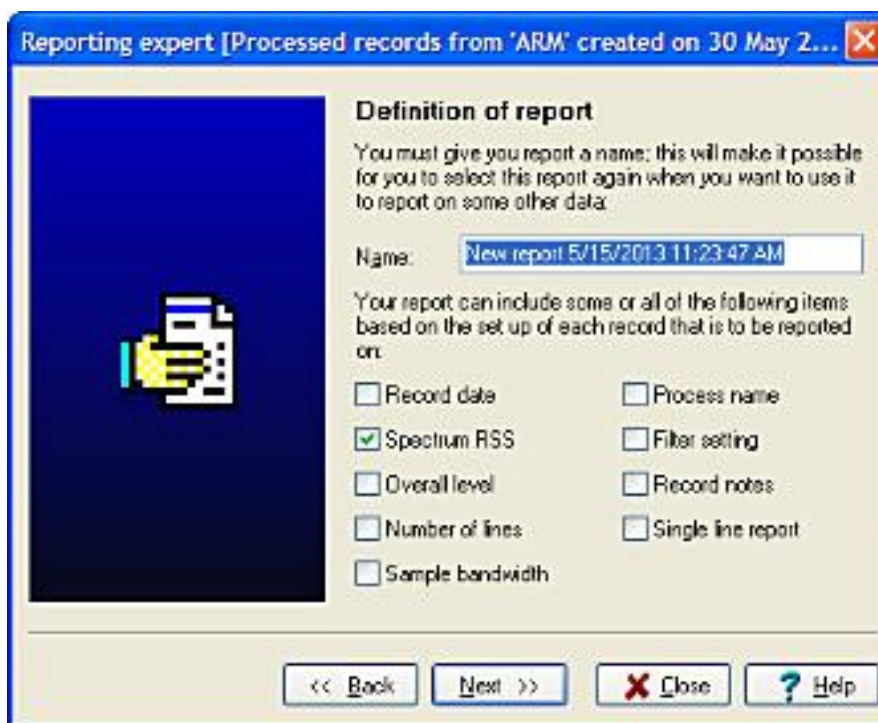 Reporting expert [Processed records from 'ARM' created on 30 May 2...
Definition of report
You must give you report a name; this will make it possible
for you to select this report again when you want to use it
to report on some other data:
Name:
New report 5/15/2013 11:23:47 AM
Your report can include some or all of the following items
based on the set up of each record that is to be reported
on:
Record date
Process name
Spectrum RSS
Filter setting
Overall level
Record notes
Number of lines
Single line report
Sample bandwidth
<< Back
Next >>
Close
? Help